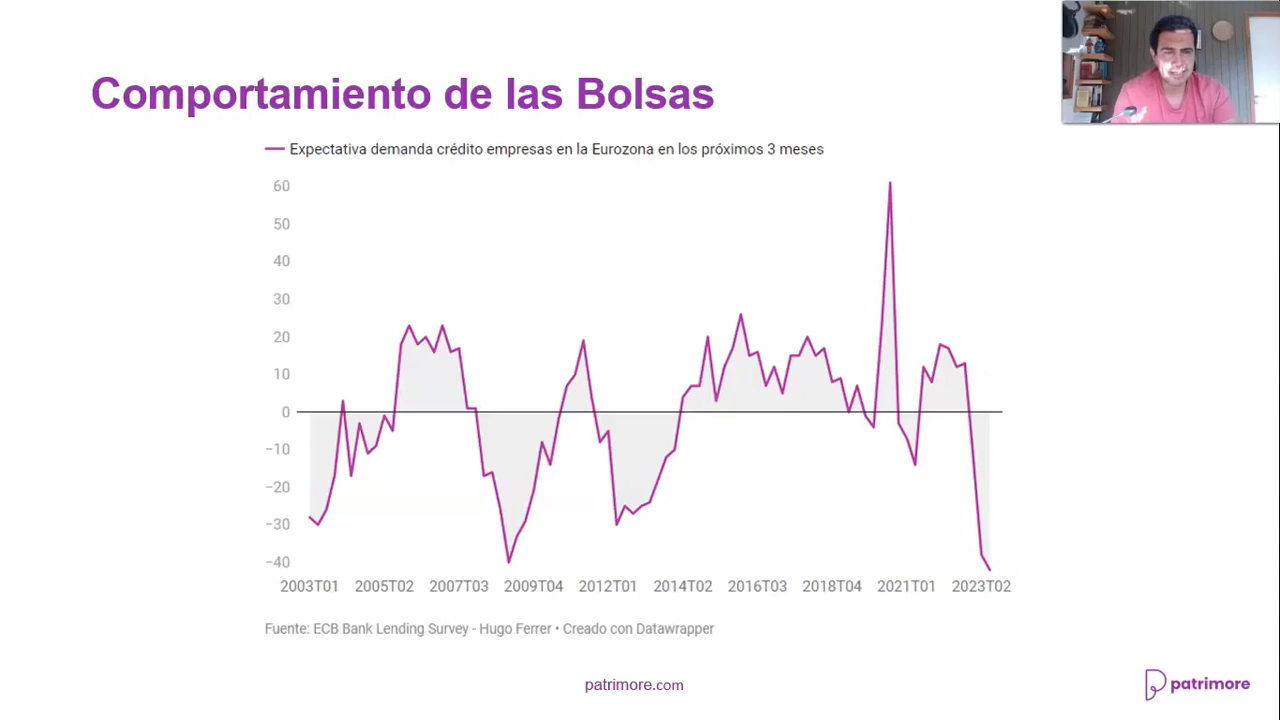 Comportamiento de las Bolsas
Expectativa demanda crédito empresas en la Eurozona en los próximos 3 meses
60
50
40
30
20
10
0
−10
−20
−30
−40
2003T01 2005T02 2007T03 2009T04 2012T01 2014T02 2016T03 2018T04 2021T01 2023T02
Fuente: ECB Bank Lending Survey - Hugo Ferrer • Creado con Datawrapper
patrimore.com
patrimore